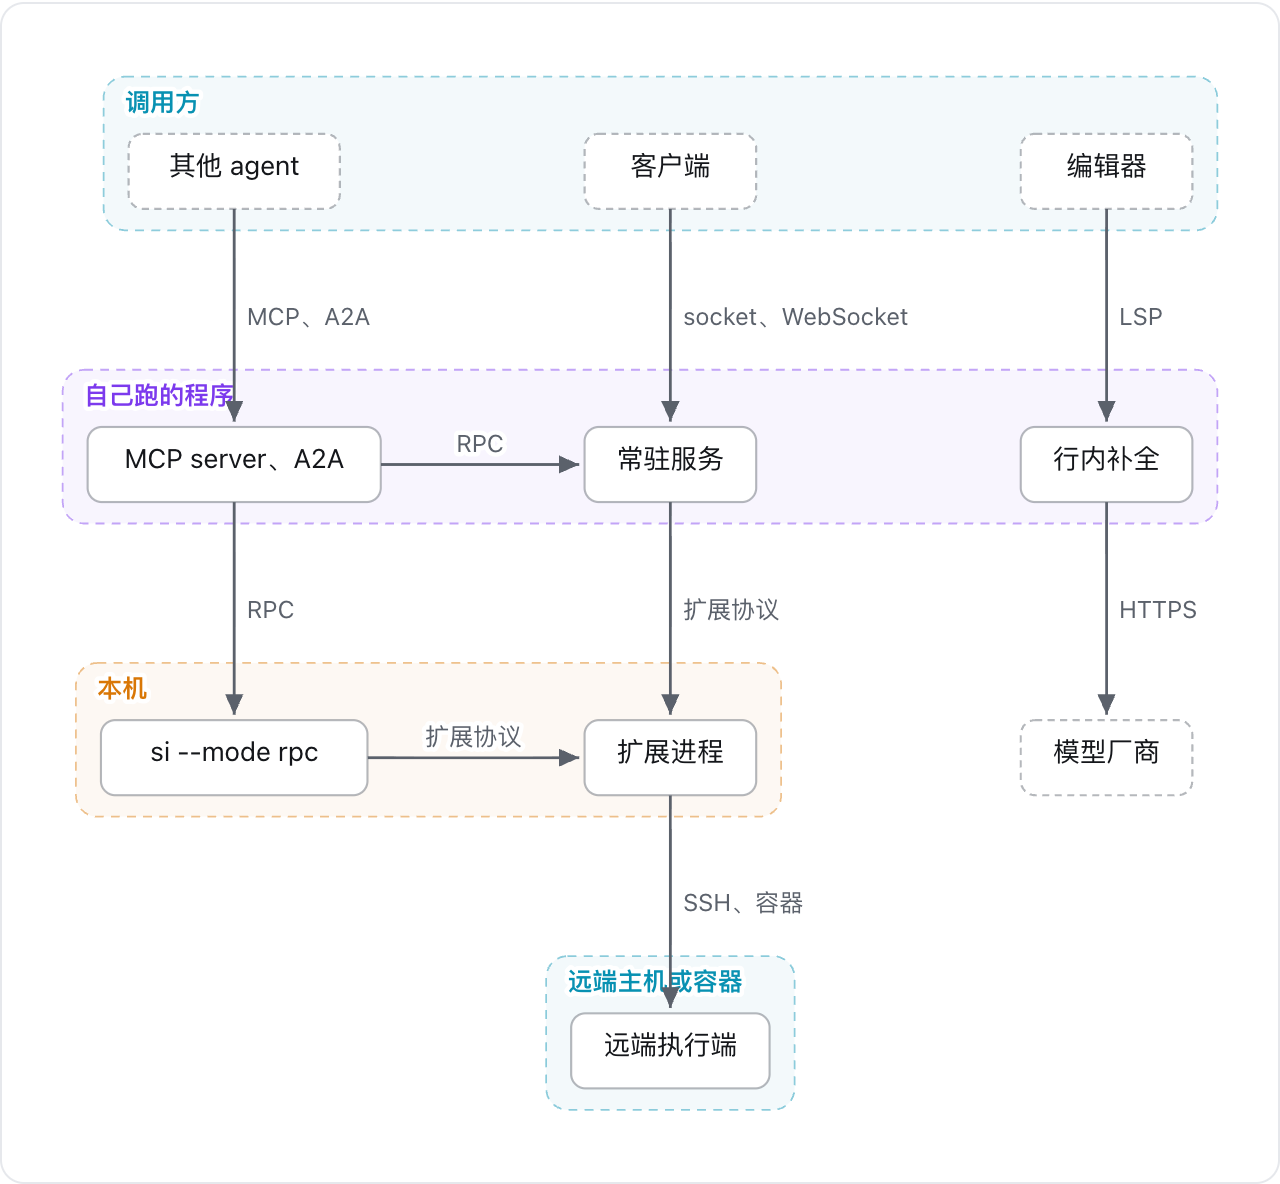 调用方
其他 agent
客户端
编辑器
MCP、A2A
socket、WebSocket
LSP
自己跑的程序
MCP server、A2A
RPC
常驻服务
行内补全
RPC
扩展协议
HTTPS
本机
si --mode rpc
扩展协议
扩展进程
模型厂商
SSH、容器
远端主机或容器
远端执行端